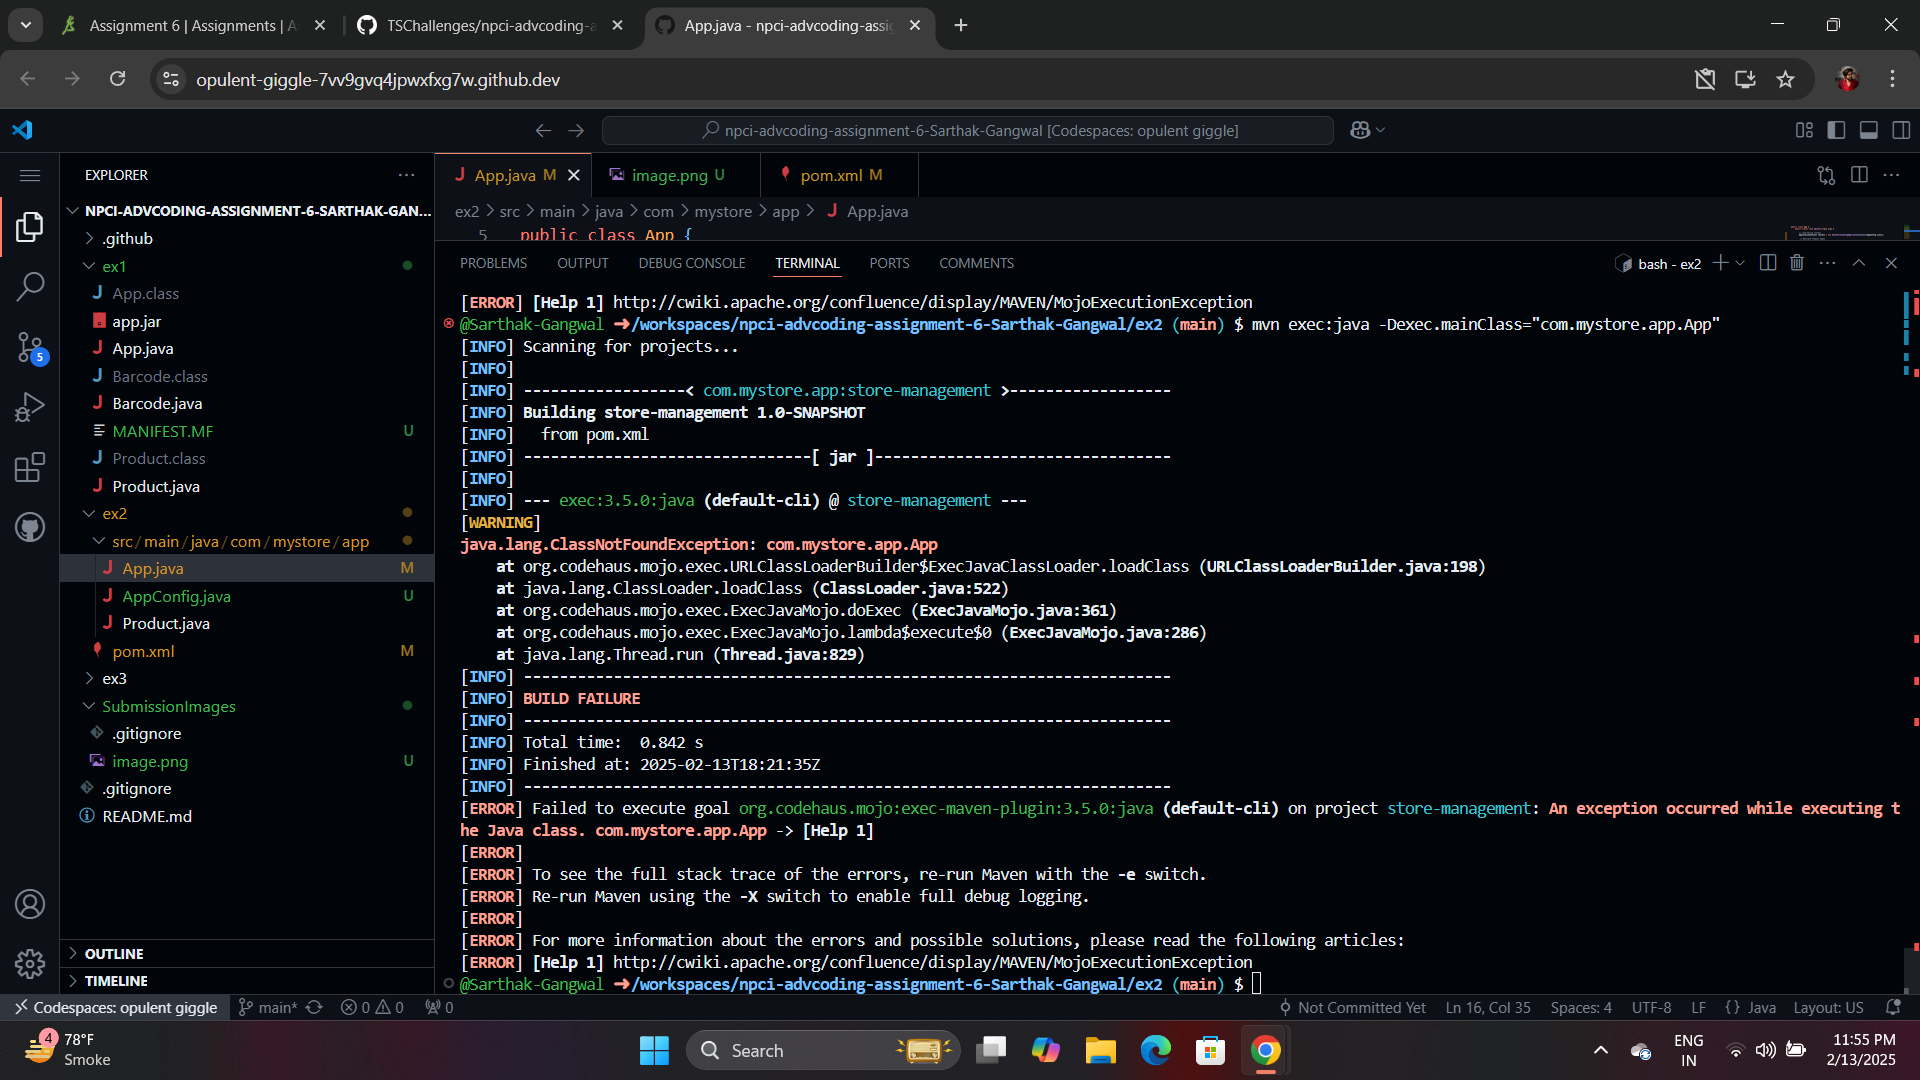 Assignment 6 | Assignments | A
TSChallenges/npci-advcoding-a
App.java - npci-advcoding-assi
opulent-giggle-7vv9gvq4jpwxfxg7w.github.dev
npci-advcoding-assignment-6-Sarthak-Gangwal [Codespaces: opulent giggle]
EXPLORER
NPCI-ADVCODING-ASSIGNMENT-6-SARTHAK-GAN...
.github
ex1
App.class
app.jar
App.java
Barcode.class
Barcode.java
MANIFEST.MF U
Product.class
Product.java
ex2
src / main / java / com / mystore / app
App.java M
AppConfig.java U
Product.java
pom.xml M
ex3
SubmissionImages
.gitignore
image.png U
.gitignore
README.md
OUTLINE
TIMELINE
5
App.java M
image.png U
pom.xml M
ex2 > src > main > java > com > mystore > app > App.java
5 public class App {
PROBLEMS OUTPUT DEBUG CONSOLE TERMINAL PORTS COMMENTS
bash - ex2
[ERROR] [Help 1] http://cwiki.apache.org/confluence/display/MAVEN/MojoExecutionException
@Sarthak-Gangwal ➜/workspaces/npci-advcoding-assignment-6-Sarthak-Gangwal/ex2 (main) $ mvn exec:java -Dexec.mainClass="com.mystore.app.App"
[INFO] Scanning for projects...
[INFO]
[INFO] ------------------< com.mystore.app:store-management >------------------
[INFO] Building store-management 1.0-SNAPSHOT
[INFO]   from pom.xml
[INFO] --------------------------------[ jar ]---------------------------------
[INFO]
[INFO] --- exec:3.5.0:java (default-cli) @ store-management ---
[WARNING]
java.lang.ClassNotFoundException: com.mystore.app.App
    at org.codehaus.mojo.exec.URLClassLoaderBuilder$ExecJavaClassLoader.loadClass (URLClassLoaderBuilder.java:198)
    at java.lang.ClassLoader.loadClass (ClassLoader.java:522)
    at org.codehaus.mojo.exec.ExecJavaMojo.doExec (ExecJavaMojo.java:361)
    at org.codehaus.mojo.exec.ExecJavaMojo.lambda$execute$0 (ExecJavaMojo.java:286)
    at java.lang.Thread.run (Thread.java:829)
[INFO] ------------------------------------------------------------------------
[INFO] BUILD FAILURE
[INFO] ------------------------------------------------------------------------
[INFO] Total time:  0.842 s
[INFO] Finished at: 2025-02-13T18:21:35Z
[INFO] ------------------------------------------------------------------------
[ERROR] Failed to execute goal org.codehaus.mojo:exec-maven-plugin:3.5.0:java (default-cli) on project store-management: An exception occurred while executing t
he Java class. com.mystore.app.App -> [Help 1]
[ERROR]
[ERROR] To see the full stack trace of the errors, re-run Maven with the -e switch.
[ERROR] Re-run Maven using the -X switch to enable full debug logging.
[ERROR]
[ERROR] For more information about the errors and possible solutions, please read the following articles:
[ERROR] [Help 1] http://cwiki.apache.org/confluence/display/MAVEN/MojoExecutionException
@Sarthak-Gangwal ➜/workspaces/npci-advcoding-assignment-6-Sarthak-Gangwal/ex2 (main) $
Codespaces: opulent giggle main* 0 0 0
Not Committed Yet Ln 16, Col 35 Spaces: 4 UTF-8 LF {} Java Layout: US
4
78°F
Smoke
Search
ENG
IN
11:55 PM
2/13/2025